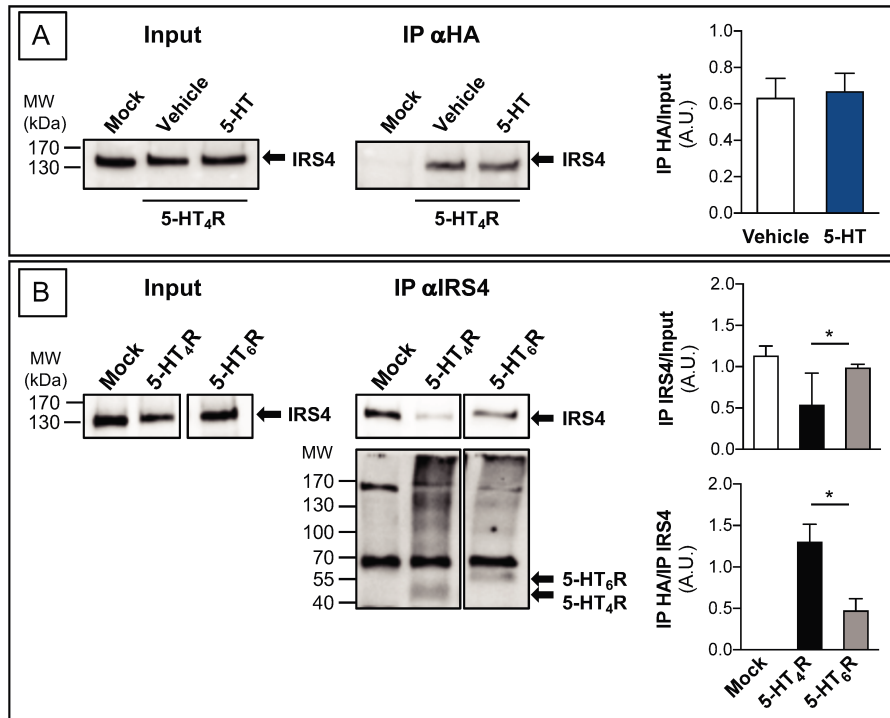 A
Input
IP αHA
MW
(kDa)
Mock
Vehicle
5-HT
170
130
IRS4
5-HT4R
Mock
Vehicle
5-HT
IRS4
5-HT4R
IP HA/Input
(A.U.)
1.0
0.8
0.6
0.4
0.2
0.0
Vehicle
5-HT
B
Input
IP αIRS4
MW
(kDa)
Mock
5-HT4R
5-HT6R
170
130
IRS4
Mock
5-HT4R
5-HT6R
IRS4
MW
170
130
100
70
55
40
5-HT6R
5-HT4R
IP IRS4/Input
(A.U.)
2.0
1.5
1.0
0.5
0.0
*
IP HA/IP IRS4
(A.U.)
2.0
1.5
1.0
0.5
0.0
*
Mock
5-HT4R
5-HT6R